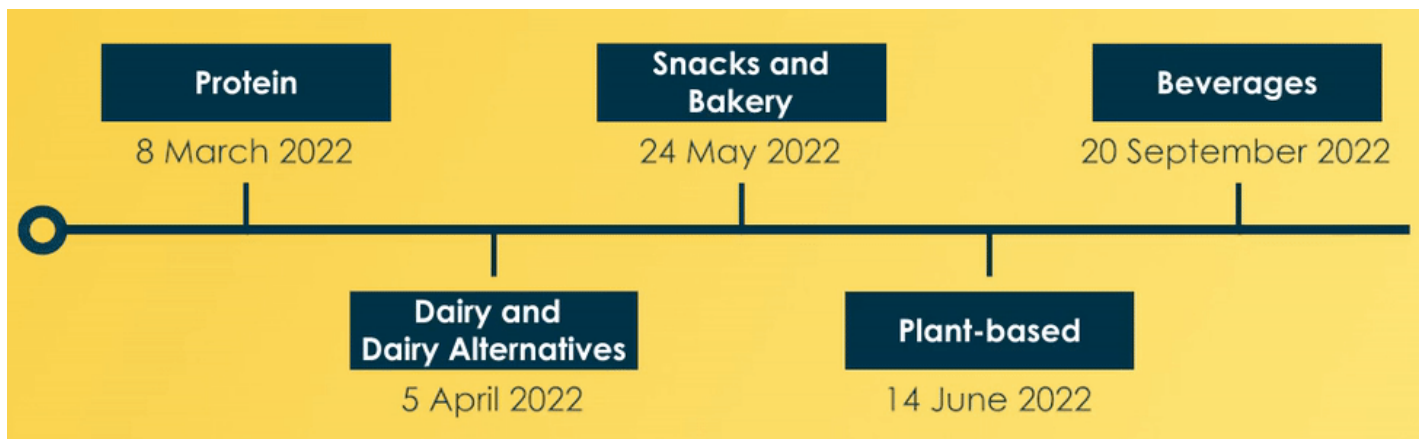 Protein
8 March 2022
Dairy and
Dairy Alternatives
5 April 2022
Snacks and
Bakery
24 May 2022
Plant-based
14 June 2022
Beverages
20 September 2022